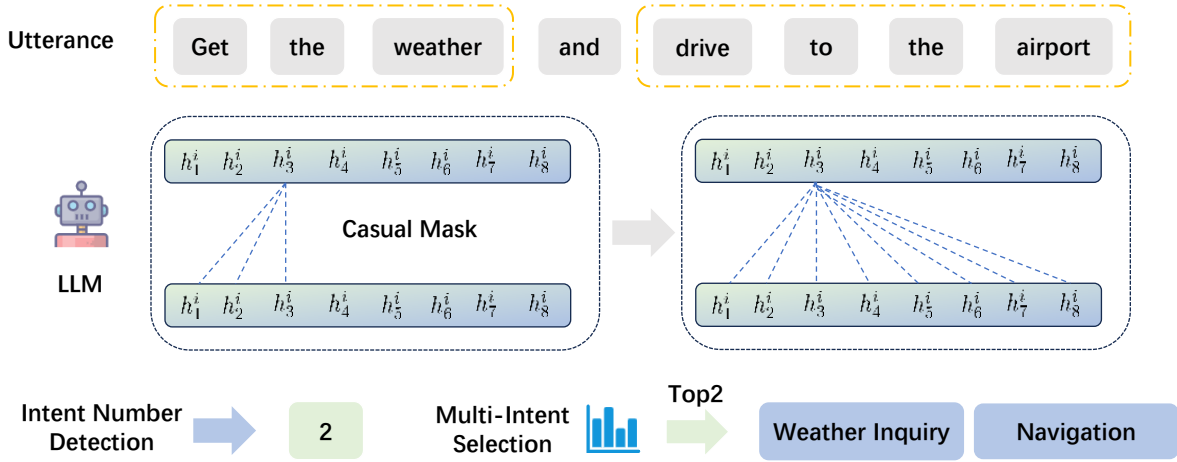 Utterance Get the weather and drive to the airport
h₁ⁱ h₂ⁱ h₃ⁱ h₄ⁱ h₅ⁱ h₆ⁱ h₇ⁱ h₈ⁱ
Casual Mask
h₁ⁱ h₂ⁱ h₃ⁱ h₄ⁱ h₅ⁱ h₆ⁱ h₇ⁱ h₈ⁱ
h₁ⁱ h₂ⁱ h₃ⁱ h₄ⁱ h₅ⁱ h₆ⁱ h₇ⁱ h₈ⁱ
h₁ⁱ h₂ⁱ h₃ⁱ h₄ⁱ h₅ⁱ h₆ⁱ h₇ⁱ h₈ⁱ
LLM
Intent Number
Detection
2
Multi-Intent
Selection
Top2
Weather Inquiry
Navigation